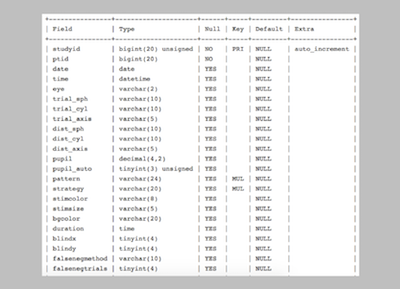 | Field | Type | Null | Key | Default | Extra |
| studyid | bigint(20) unsigned | NO | PRI | NULL | auto_increment |
| ptid | bigint(20) | NO | | NULL | |
| date | date | YES | | NULL | |
| time | datetime | YES | | NULL | |
| eye | varchar(2) | YES | | NULL | |
| trial_sph | varchar(10) | YES | | NULL | |
| trial_cyl | varchar(10) | YES | | NULL | |
| trial_axis | varchar(5) | YES | | NULL | |
| dist_sph | varchar(10) | YES | | NULL | |
| dist_cyl | varchar(10) | YES | | NULL | |
| dist_axis | varchar(5) | YES | | NULL | |
| pupil | decimal(4,2) | YES | | NULL | |
| pupil_auto | tinyint(3) unsigned | YES | | NULL | |
| pattern | varchar(24) | YES | MUL | NULL | |
| strategy | varchar(20) | YES | MUL | NULL | |
| stimcolor | varchar(8) | YES | | NULL | |
| stimsize | varchar(5) | YES | | NULL | |
| bgcolor | varchar(20) | YES | | NULL | |
| duration | time | YES | | NULL | |
| blindx | tinyint(4) | YES | | NULL | |
| blindy | tinyint(4) | YES | | NULL | |
| falsenegmethod | varchar(10) | YES | | NULL | |
| falsenegtrials | tinyint(4) | YES | | NULL | |